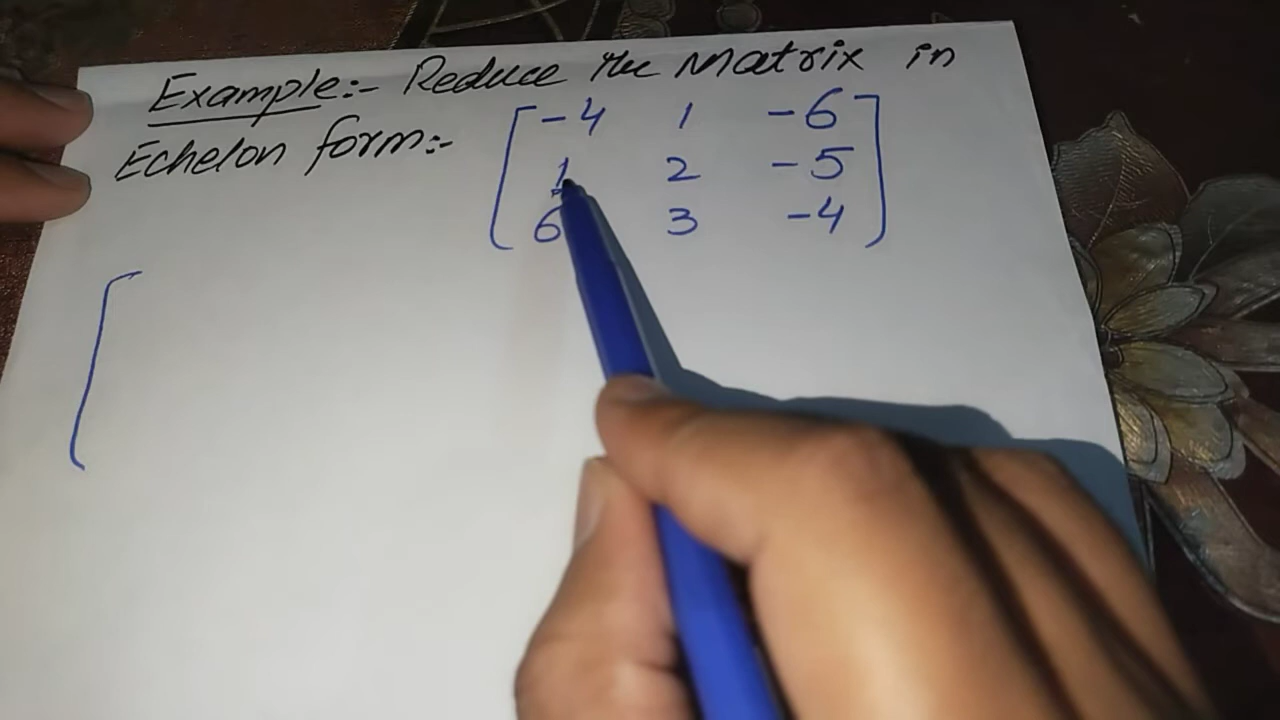 Example:- Reduce the Matrix in
Echelon form:-
-4 1 -6
1 2 -5
6 3 -4